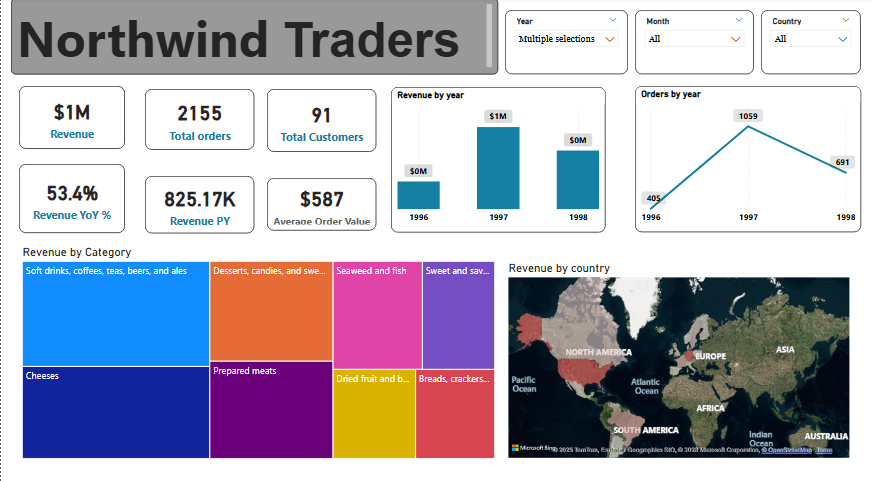 Northwind Traders
Year
Multiple selections
Month
All
Country
All
$1M
Revenue
2155
Total orders
91
Total Customers
53.4%
Revenue YoY %
825.17K
Revenue PY
$587
Average Order Value
Revenue by year
$0M
$1M
$0M
1996
1997
1998
Orders by year
405
1059
691
1996
1997
1998
Revenue by Category
Soft drinks, coffees, teas, beers, and ales
Desserts, candies, and swe...
Seaweed and fish
Sweet and sav...
Cheeses
Prepared meats
Dried fruit and b...
Breads, crackers...
Revenue by country
NORTH AMERICA
EUROPE
ASIA
Pacific
Ocean
Atlantic
Ocean
AFRICA
SOUTH AMERICA
Indian
Ocean
AUSTRALIA
Microsoft Bing
© 2025 TomTom, Earthstar Geographics SIO, © 2025 Microsoft Corporation, © OpenStreetMap Terms